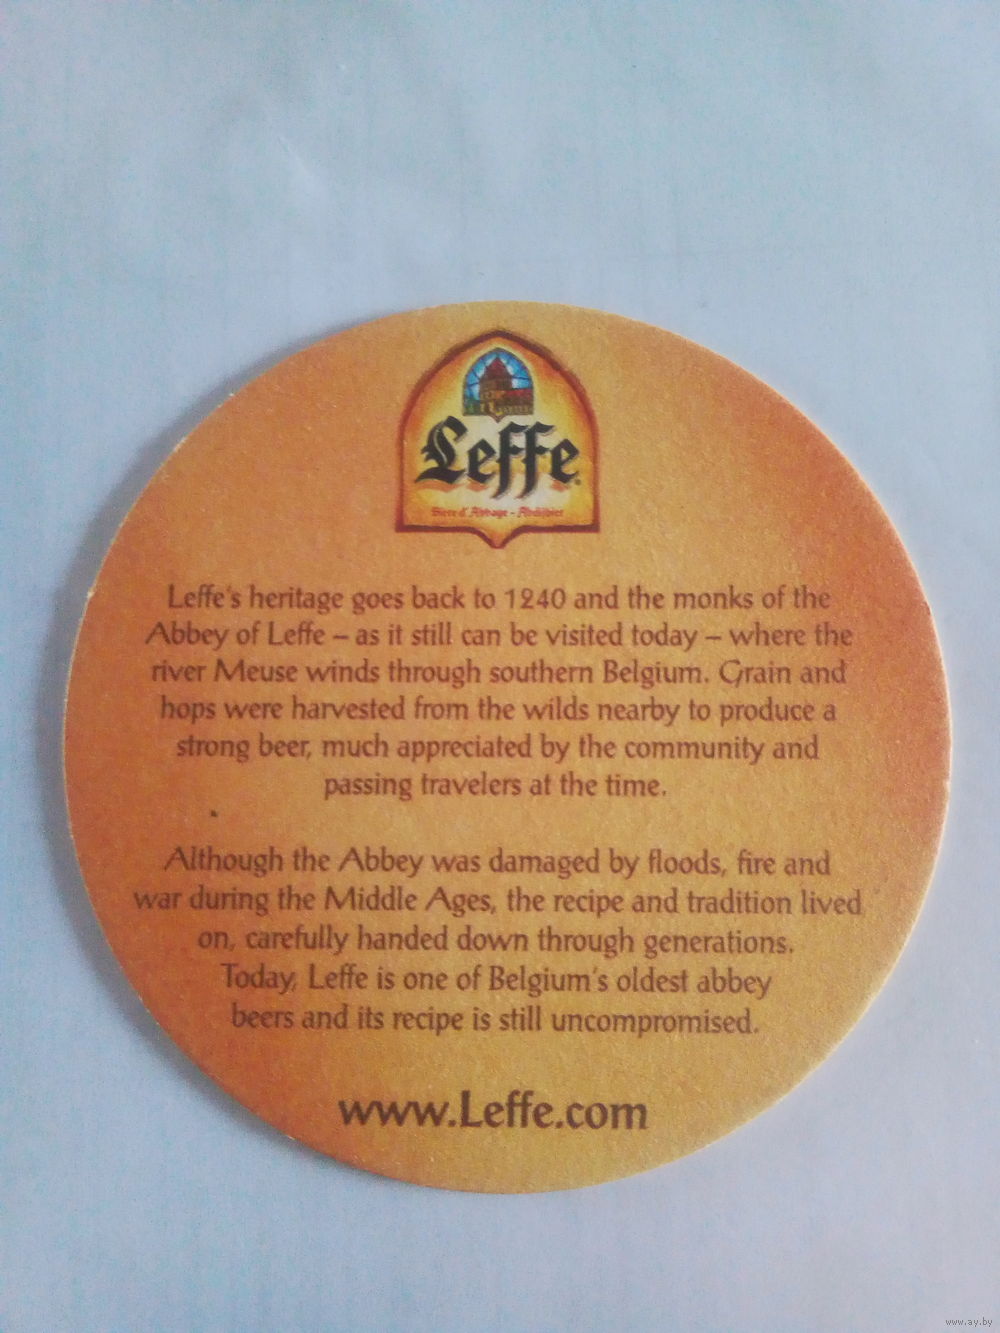 Leffe
Bière d'Abbaye - Abdijbier
Leffe's heritage goes back to 1240 and the monks of the
Abbey of Leffe – as it still can be visited today – where the
river Meuse winds through southern Belgium. Grain and
hops were harvested from the wilds nearby to produce a
strong beer, much appreciated by the community and
passing travelers at the time.
Although the Abbey was damaged by floods, fire and
war during the Middle Ages, the recipe and tradition lived
on, carefully handed down through generations.
Today, Leffe is one of Belgium's oldest abbey
beers and its recipe is still uncompromised.
www.Leffe.com
www.ay.by